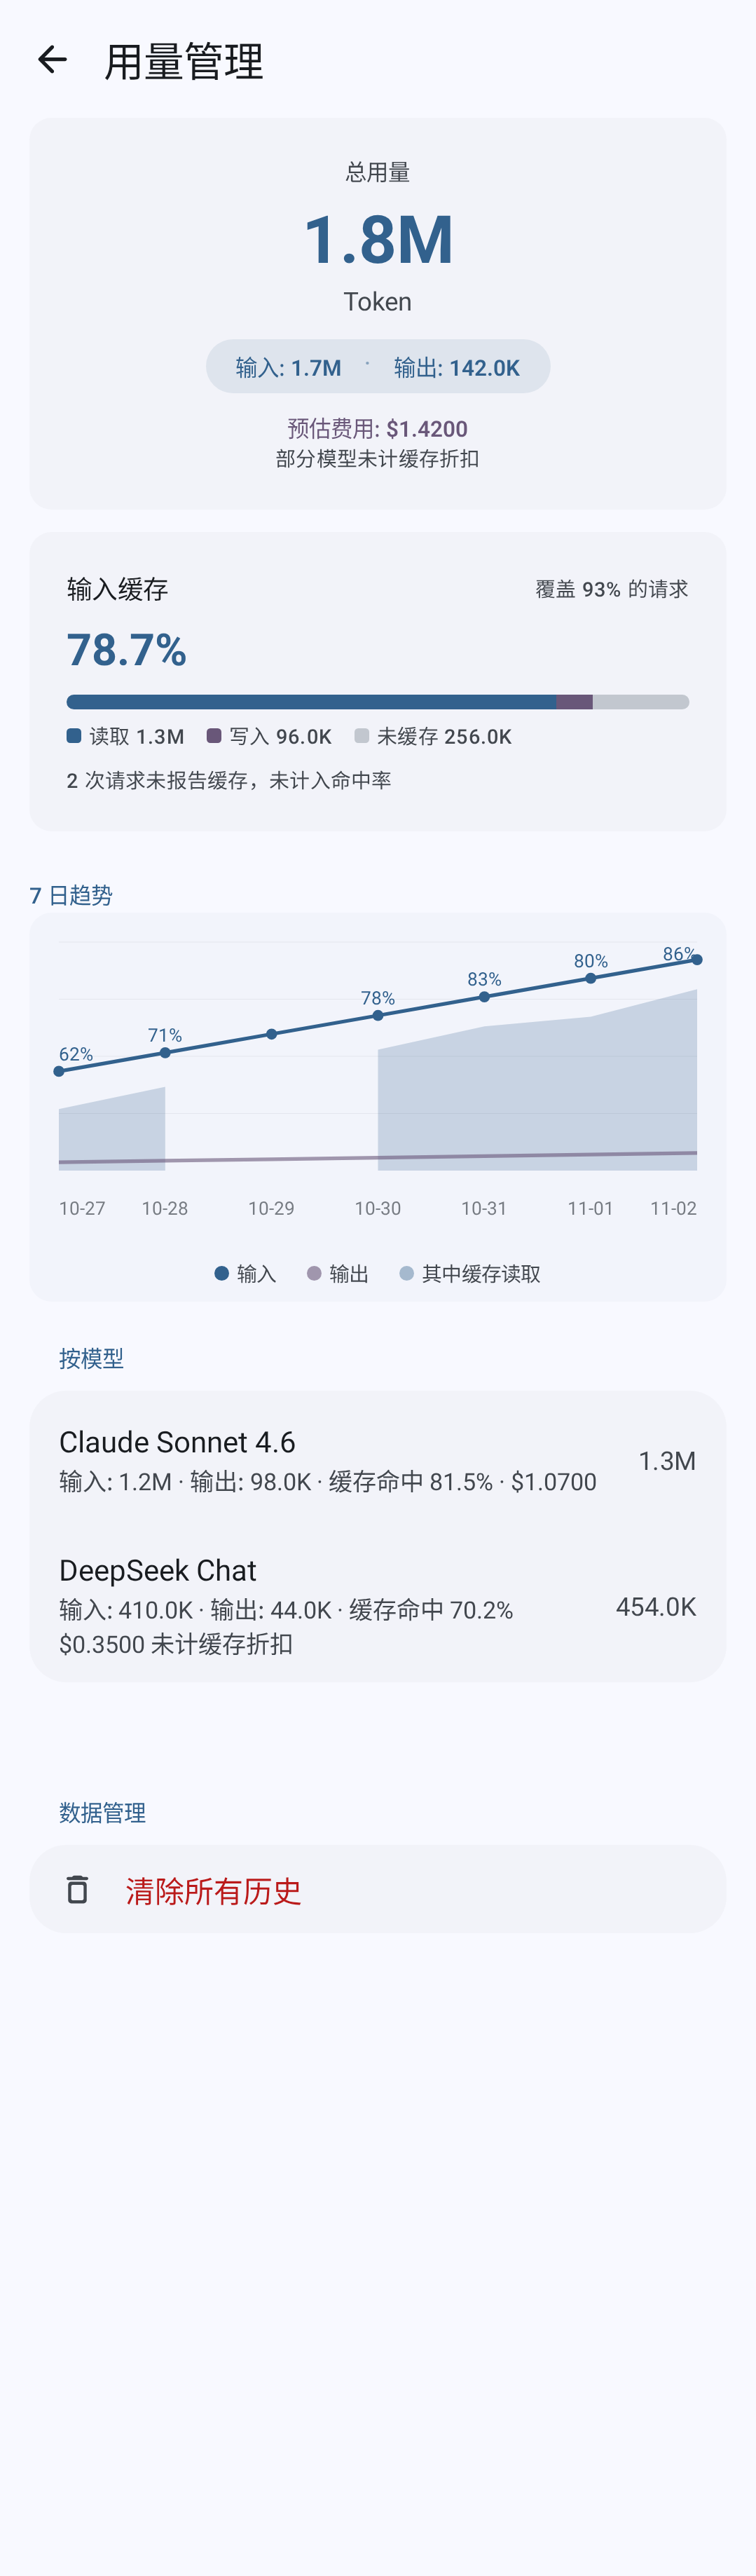 用量管理
总用量
1.8M
Token
输入: 1.7M · 输出: 142.0K
预估费用: $1.4200
部分模型未计缓存折扣
输入缓存 覆盖 93% 的请求
78.7%
读取 1.3M 写入 96.0K 未缓存 256.0K
2 次请求未报告缓存，未计入命中率
7 日趋势
62% 71% 78% 83% 80% 86%
10-27 10-28 10-29 10-30 10-31 11-01 11-02
输入 输出 其中缓存读取
按模型
Claude Sonnet 4.6
输入: 1.2M · 输出: 98.0K · 缓存命中 81.5% · $1.0700
1.3M
DeepSeek Chat
输入: 410.0K · 输出: 44.0K · 缓存命中 70.2%
$0.3500 未计缓存折扣
454.0K
数据管理
清除所有历史